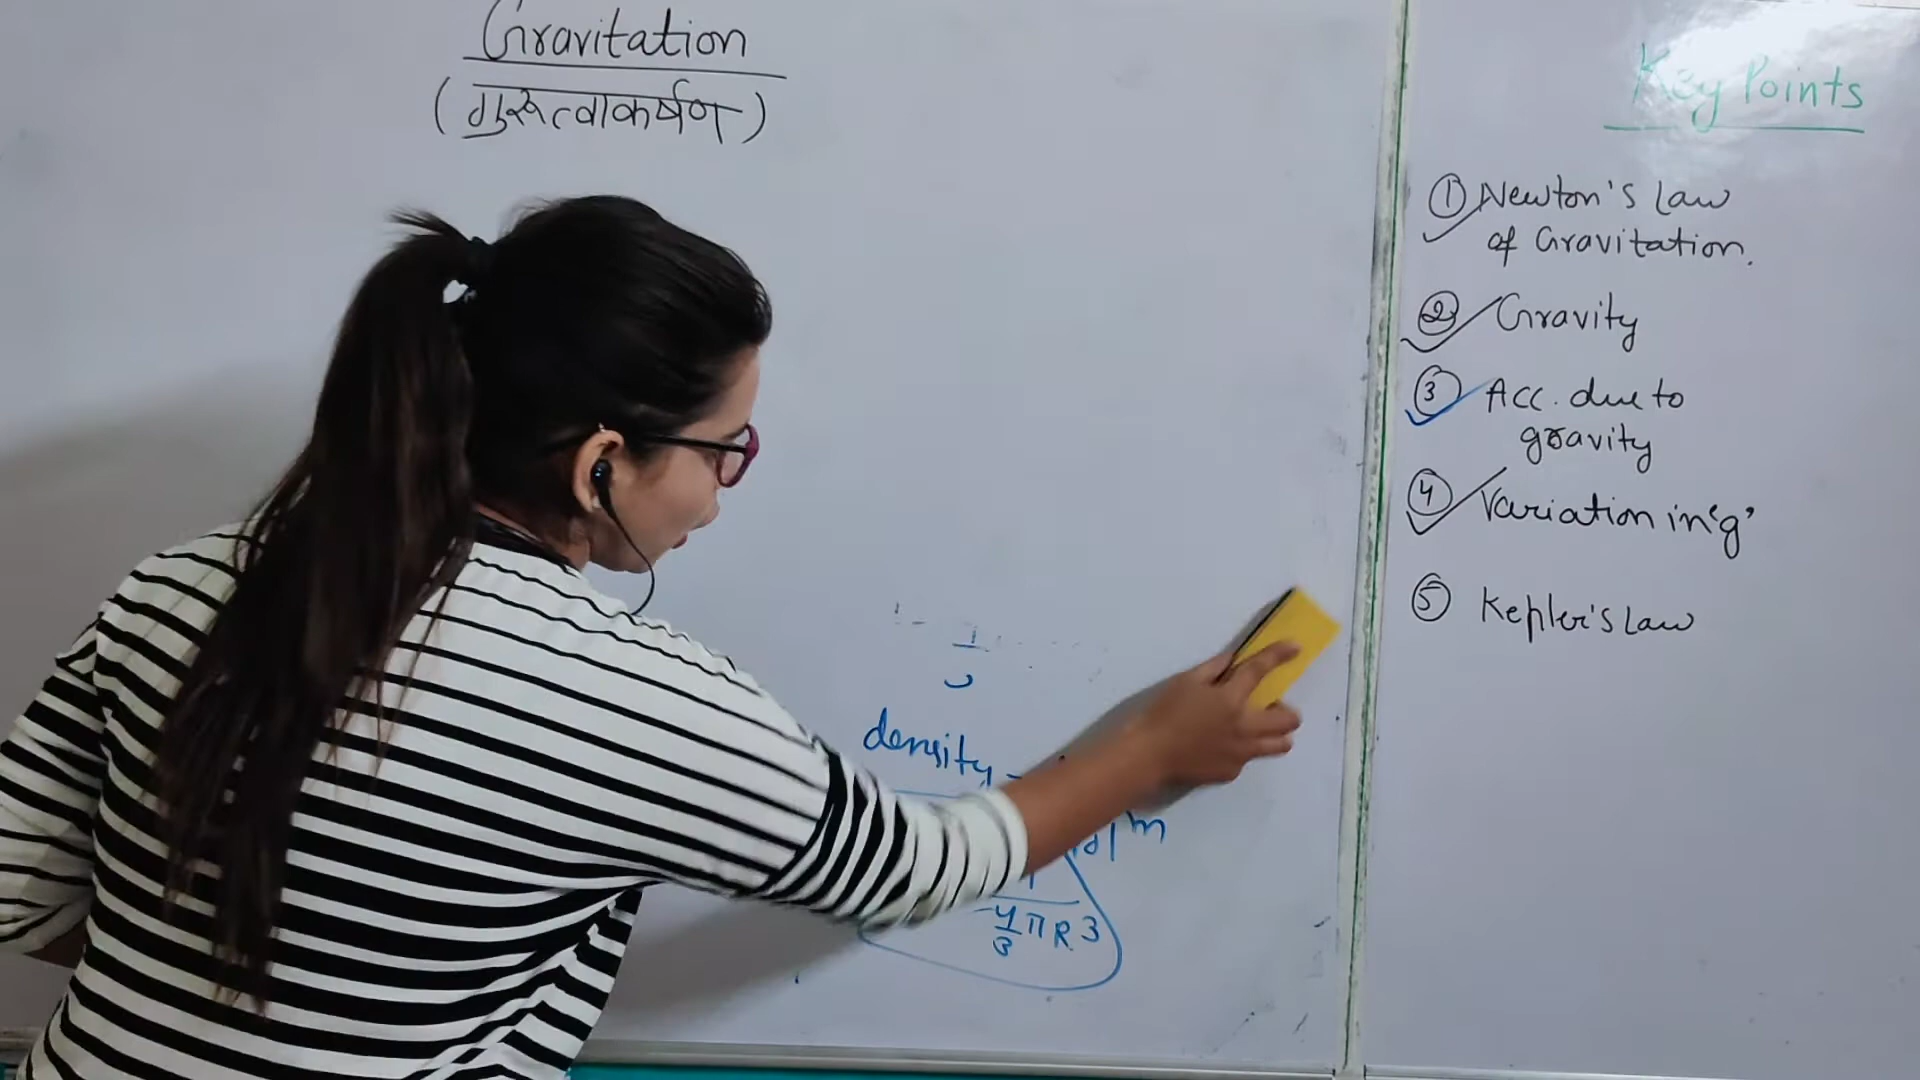 Gravitation
(गुरूत्वाकर्षण)
Key Points
① Newton's Law
of Gravitation.
② Gravity
③ Acc. due to
gravity
④ Variation in 'g'
⑤ Kepler's Law
density -
m
4/3 π R3